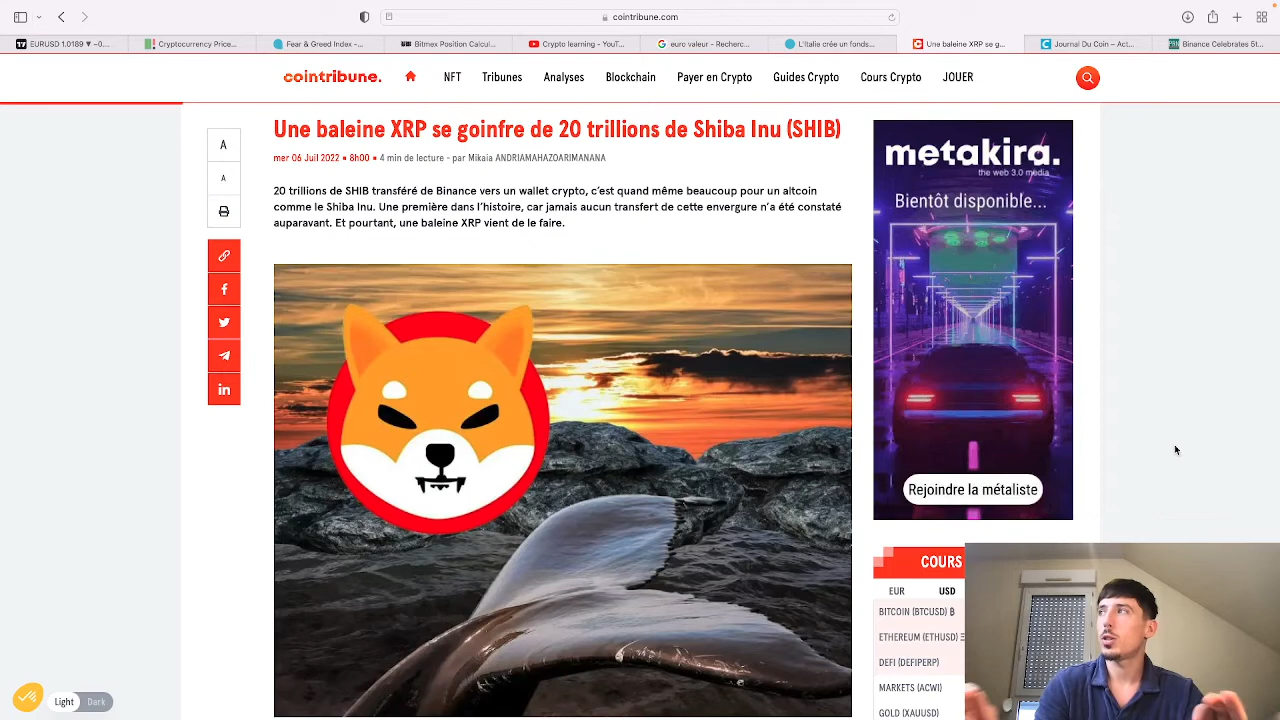 cointribune.com
EURUSD 1.0189 ▼ −0...
Cryptocurrency Price...
Fear & Greed Index -...
Bitmex Position Calcul...
Crypto learning - YouT...
euro valeur - Recherc...
L'Italie crée un fonds...
Une baleine XRP se g...
Journal Du Coin – Act...
Binance Celebrates 5t...
cointribune.
NFT
Tribunes
Analyses
Blockchain
Payer en Crypto
Guides Crypto
Cours Crypto
JOUER
Une baleine XRP se goinfre de 20 trillions de Shiba Inu (SHIB)
mer 06 Juil 2022 ▪ 8h00 ▪ 4 min de lecture - par Mikaia ANDRIAMAHAZOARIMANANA
20 trillions de SHIB transféré de Binance vers un wallet crypto, c'est quand même beaucoup pour un altcoin
comme le Shiba Inu. Une première dans l'histoire, car jamais aucun transfert de cette envergure n'a été constaté
auparavant. Et pourtant, une baleine XRP vient de le faire.
A
A
metakira.
the web 3.0 media
Bientôt disponible...
Rejoindre la métaliste
COURS
EUR
USD
BITCOIN (BTCUSD) ₿
ETHEREUM (ETHUSD) Ξ
DEFI (DEFIPERP)
MARKETS (ACWI)
GOLD (XAUUSD)
Light
Dark